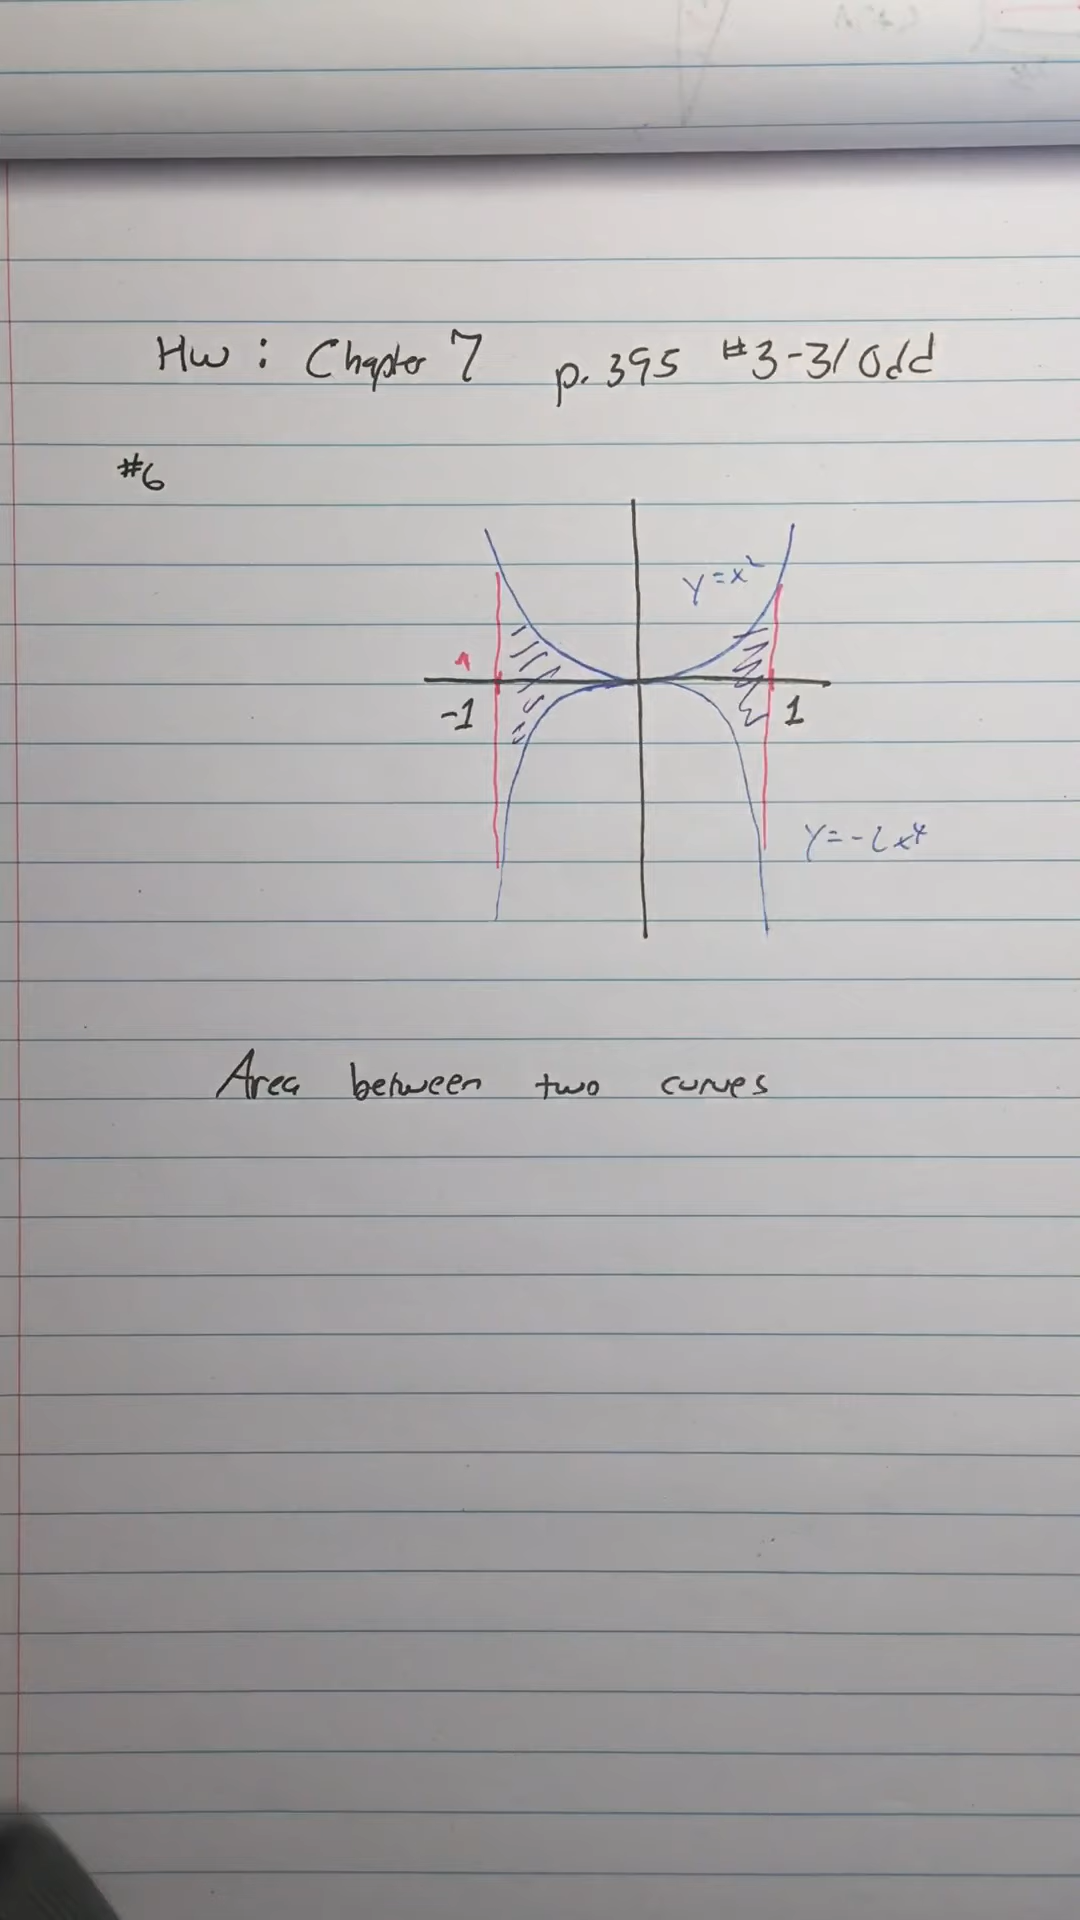 Hw : Chapter 7 p. 395 #3-31 Odd
#6
y=x²
-1 1
y=-2x⁴
Area between two curves